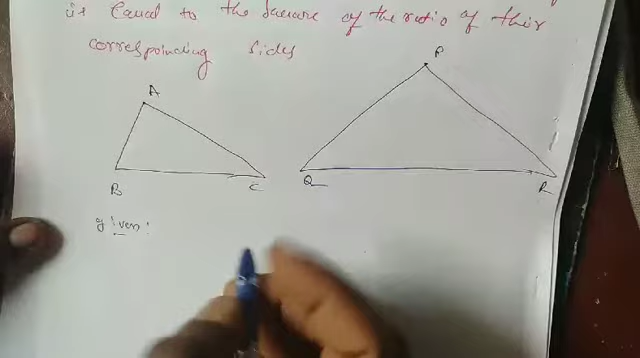 is Equal to the Square of the ratio of their
corresponding sides
A
P
B
C
Q
R
given: